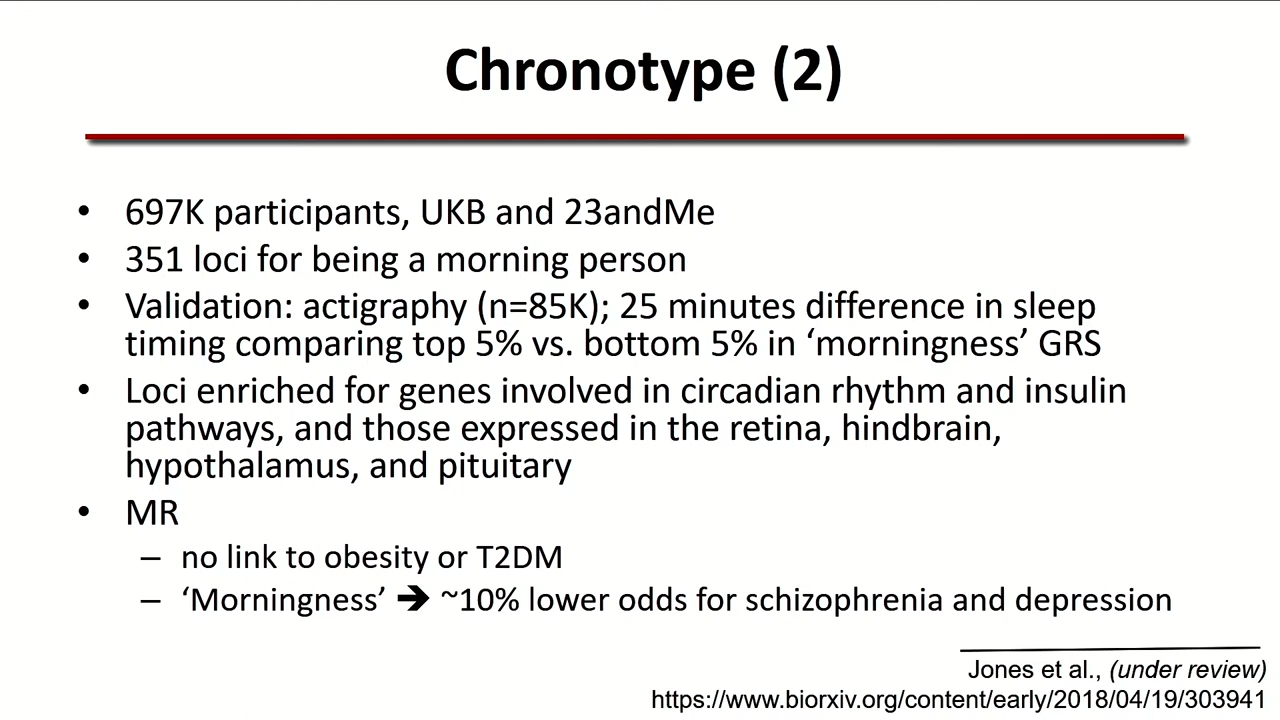 Chronotype (2)
• 697K participants, UKB and 23andMe
• 351 loci for being a morning person
• Validation: actigraphy (n=85K); 25 minutes difference in sleep
timing comparing top 5% vs. bottom 5% in ‘morningness’ GRS
• Loci enriched for genes involved in circadian rhythm and insulin
pathways, and those expressed in the retina, hindbrain,
hypothalamus, and pituitary
• MR
– no link to obesity or T2DM
– ‘Morningness’ ➔ ~10% lower odds for schizophrenia and depression
Jones et al., (under review)
https://www.biorxiv.org/content/early/2018/04/19/303941